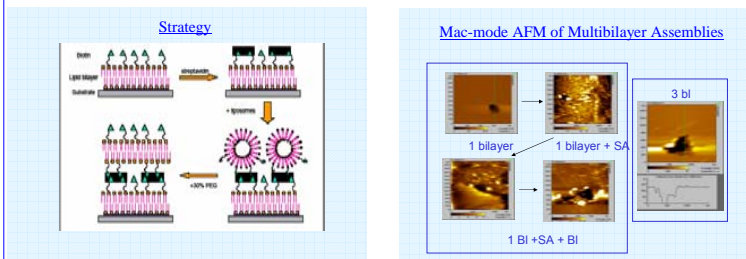 Strategy
Biotin
Lipid bilayer
Substrate
streptavidin
+ liposomes
+30% PEG
Mac-mode AFM of Multibilayer Assemblies
1 bilayer
1 bilayer + SA
1 Bl +SA + Bl
3 bl